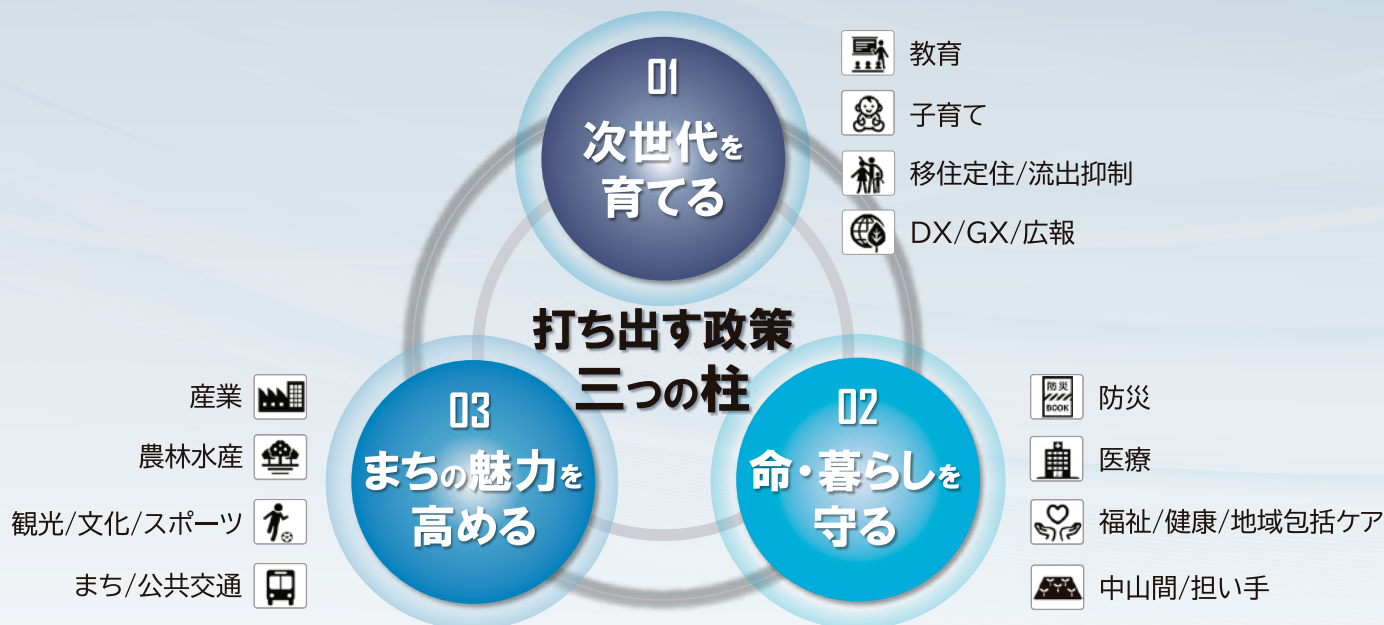 01
次世代を
育てる
教育
子育て
移住定住/流出抑制
DX/GX/広報
打ち出す政策
三つの柱
03
まちの魅力を
高める
産業
農林水産
観光/文化/スポーツ
まち/公共交通
02
命・暮らしを
守る
防災
BOOK
防災
医療
福祉/健康/地域包括ケア
中山間/担い手